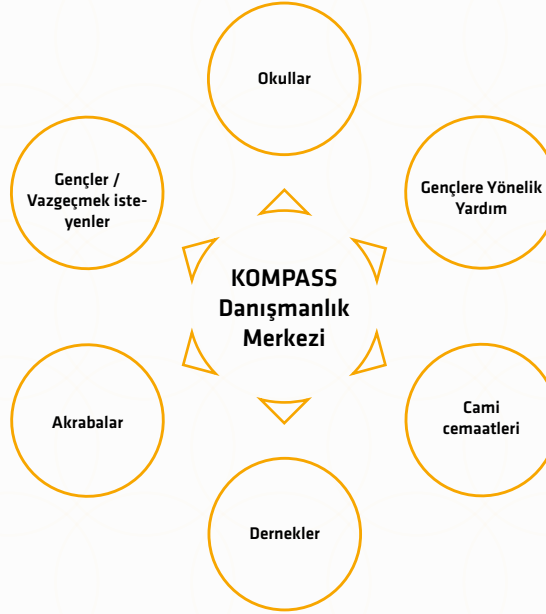 Okullar
Gençler /
Vazgeçmek iste-
yenler
Gençlere Yönelik
Yardım
KOMPASS
Danışmanlık
Merkezi
Akrabalar
Cami
cemaatleri
Dernekler